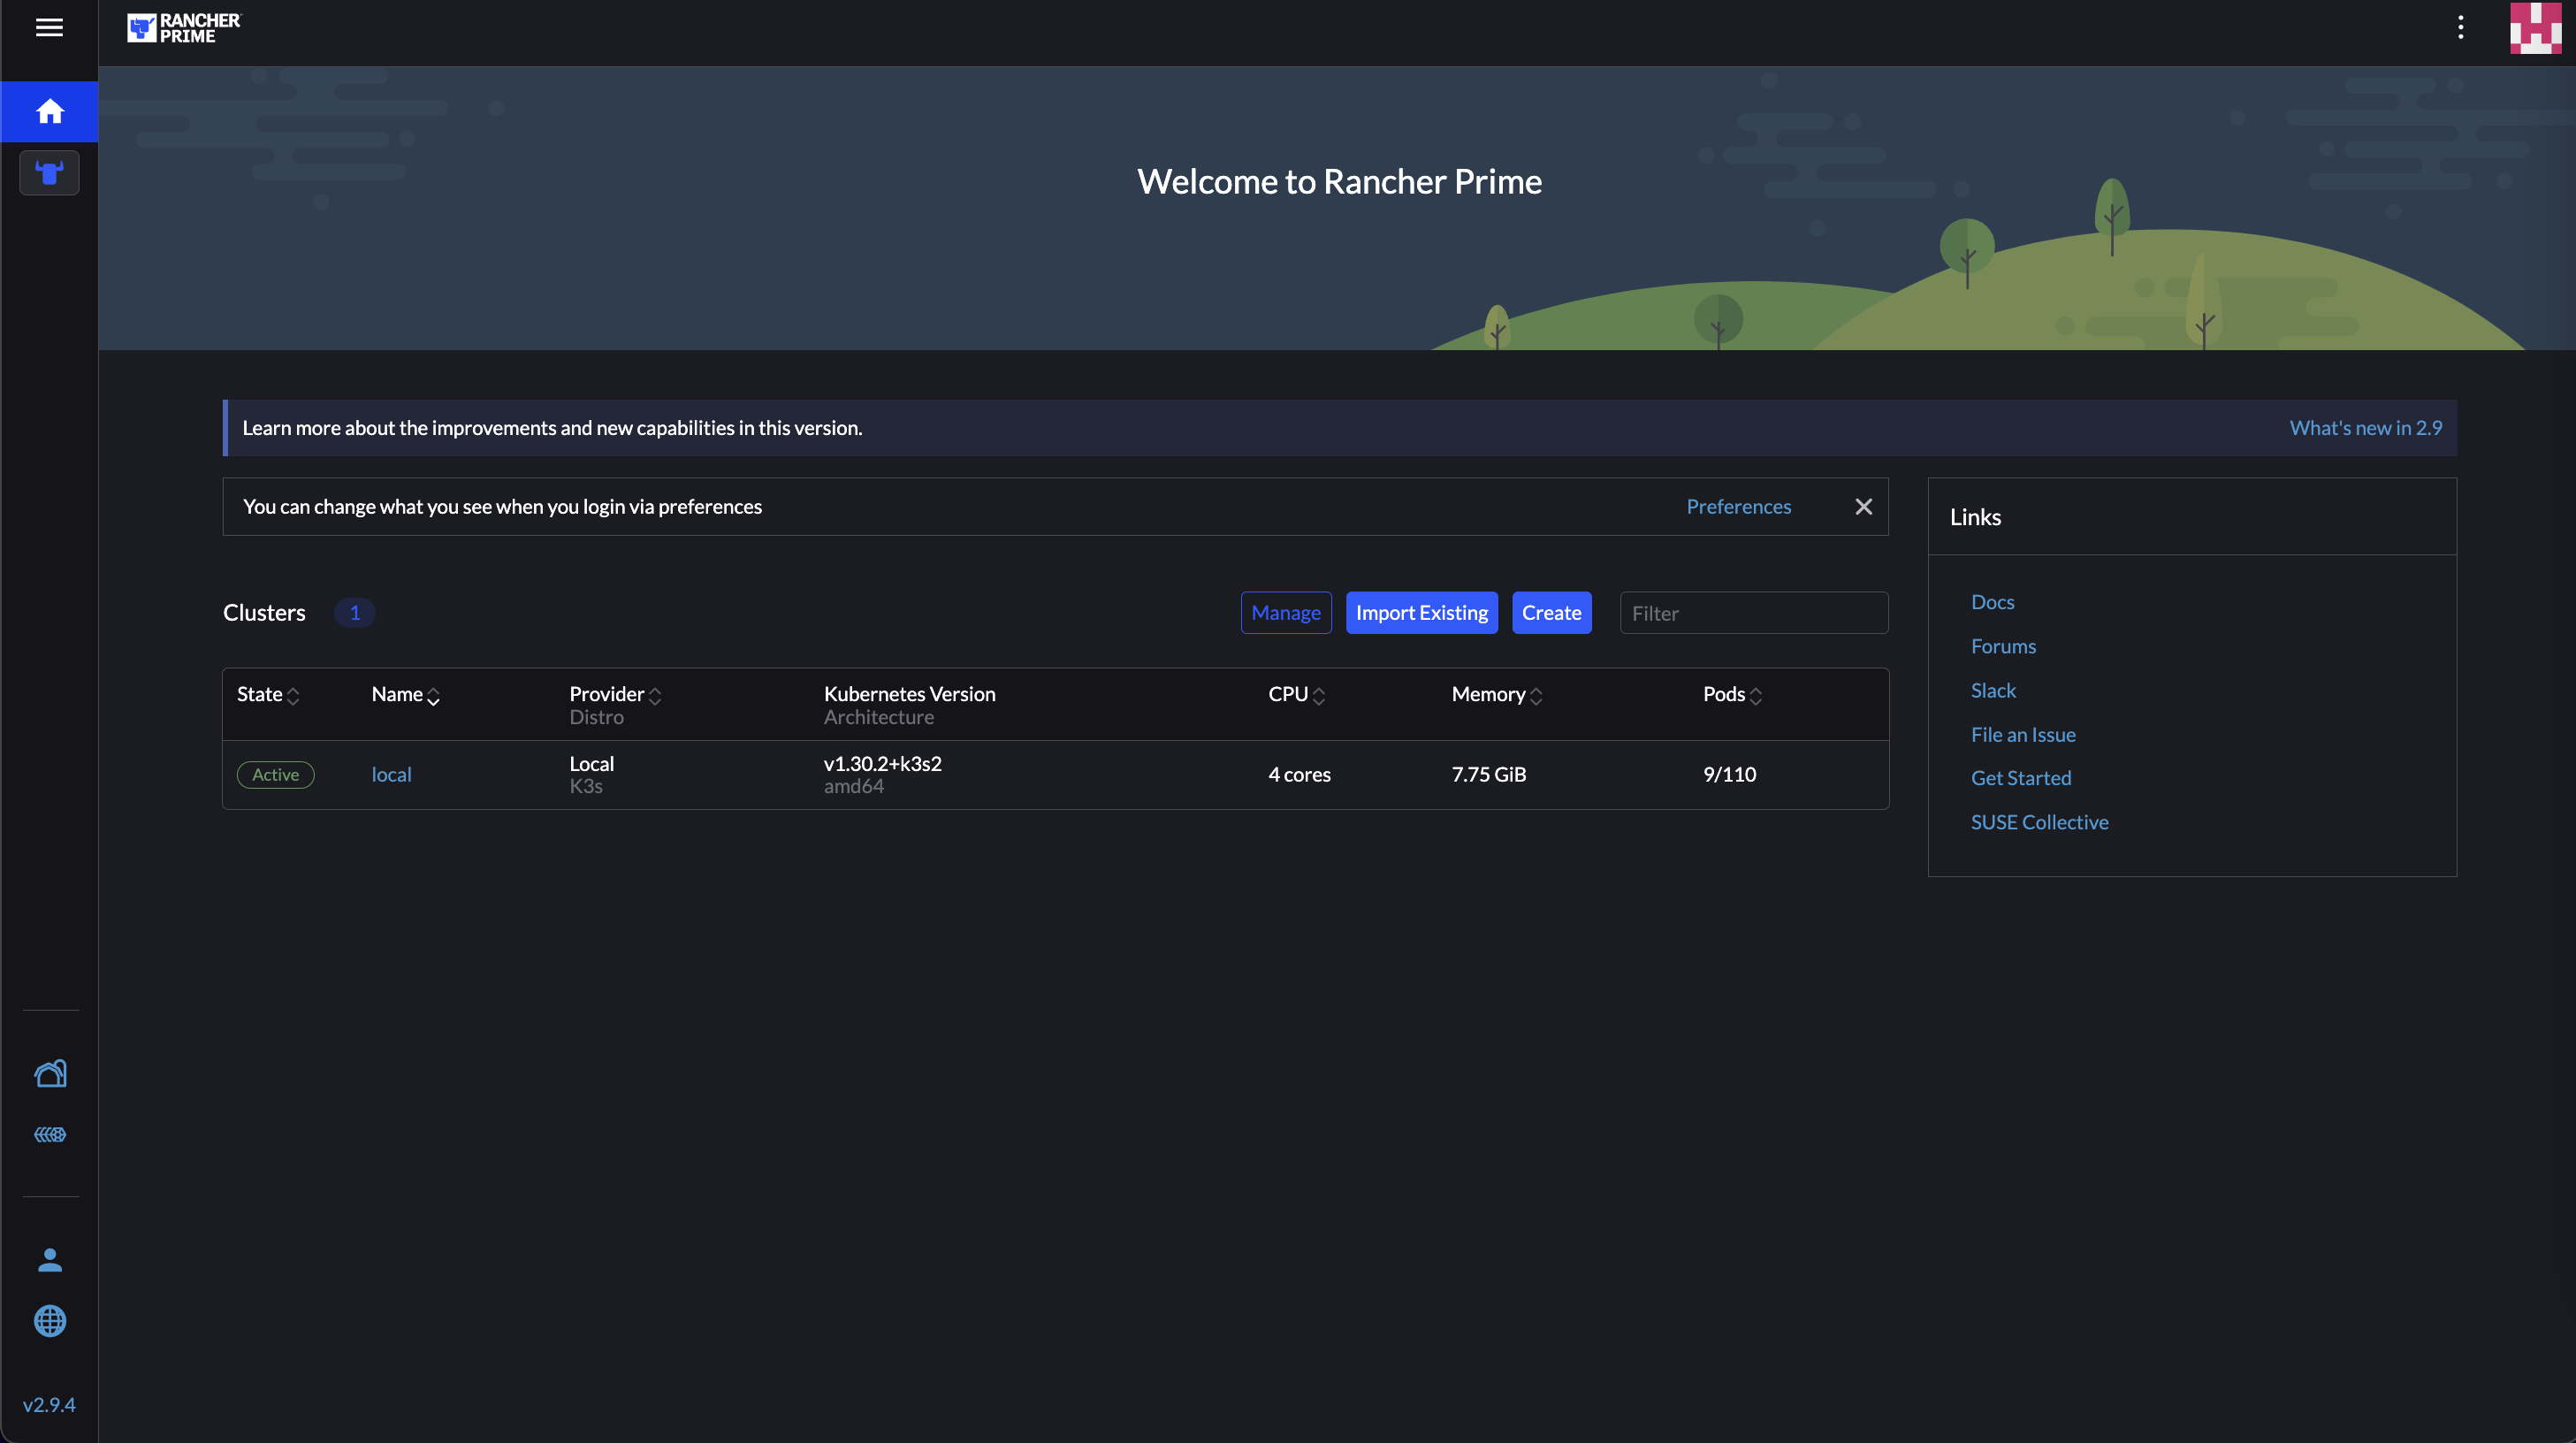 RANCHER
PRIME
Welcome to Rancher Prime
Learn more about the improvements and new capabilities in this version.
What's new in 2.9
You can change what you see when you login via preferences
Preferences
Links
Docs
Forums
Slack
File an Issue
Get Started
SUSE Collective
Clusters 1
Manage
Import Existing
Create
Filter
State Name Provider Kubernetes Version CPU Memory Pods
Distro Architecture
Active local Local v1.30.2+k3s2 4 cores 7.75 GiB 9/110
K3s amd64
v2.9.4